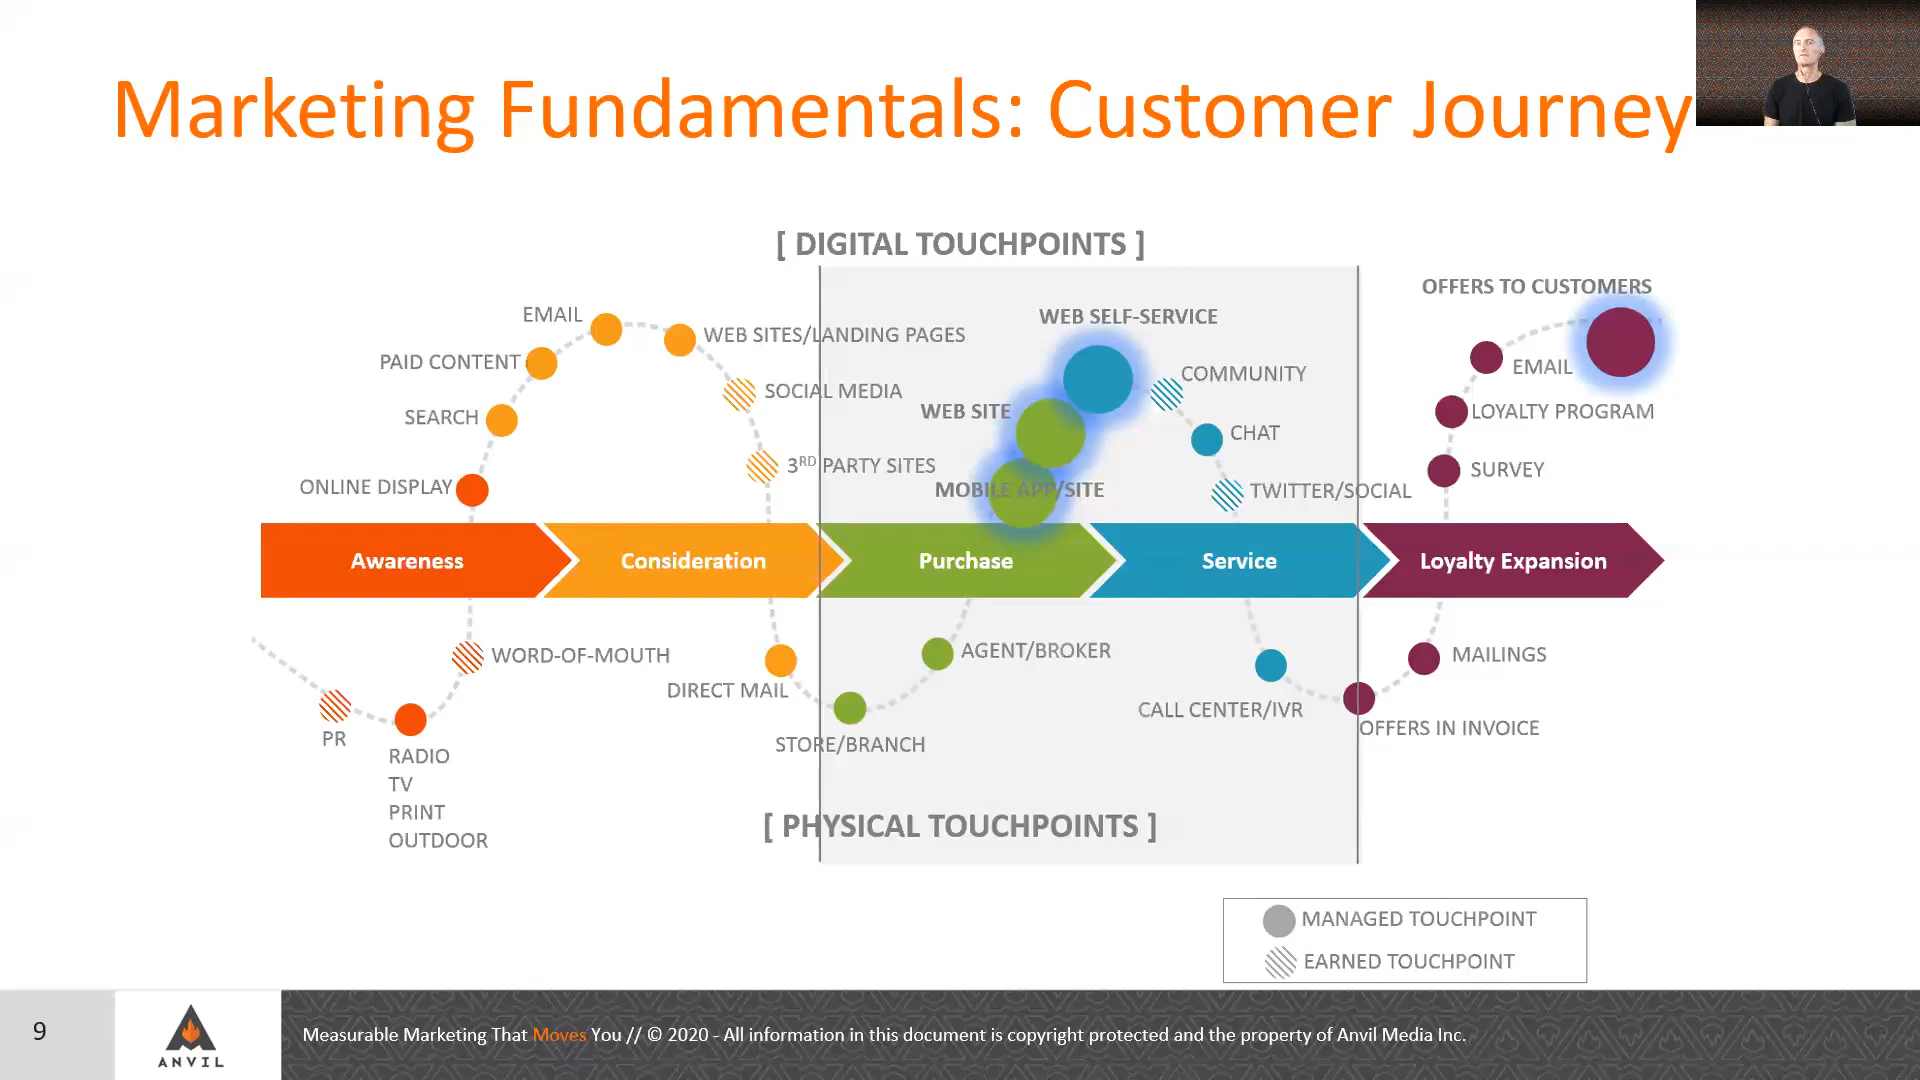 Marketing Fundamentals: Customer Journey
[ DIGITAL TOUCHPOINTS ]
OFFERS TO CUSTOMERS
EMAIL
WEB SELF-SERVICE
WEB SITES/LANDING PAGES
PAID CONTENT
EMAIL
COMMUNITY
SOCIAL MEDIA
WEB SITE
LOYALTY PROGRAM
SEARCH
CHAT
3RD PARTY SITES
SURVEY
ONLINE DISPLAY
MOBILE APP/SITE
TWITTER/SOCIAL
Awareness
Consideration
Purchase
Service
Loyalty Expansion
WORD-OF-MOUTH
AGENT/BROKER
MAILINGS
DIRECT MAIL
CALL CENTER/IVR
OFFERS IN INVOICE
PR
STORE/BRANCH
RADIO
TV
PRINT
OUTDOOR
[ PHYSICAL TOUCHPOINTS ]
MANAGED TOUCHPOINT
EARNED TOUCHPOINT
9
ANVIL
Measurable Marketing That Moves You // © 2020 - All information in this document is copyright protected and the property of Anvil Media Inc.